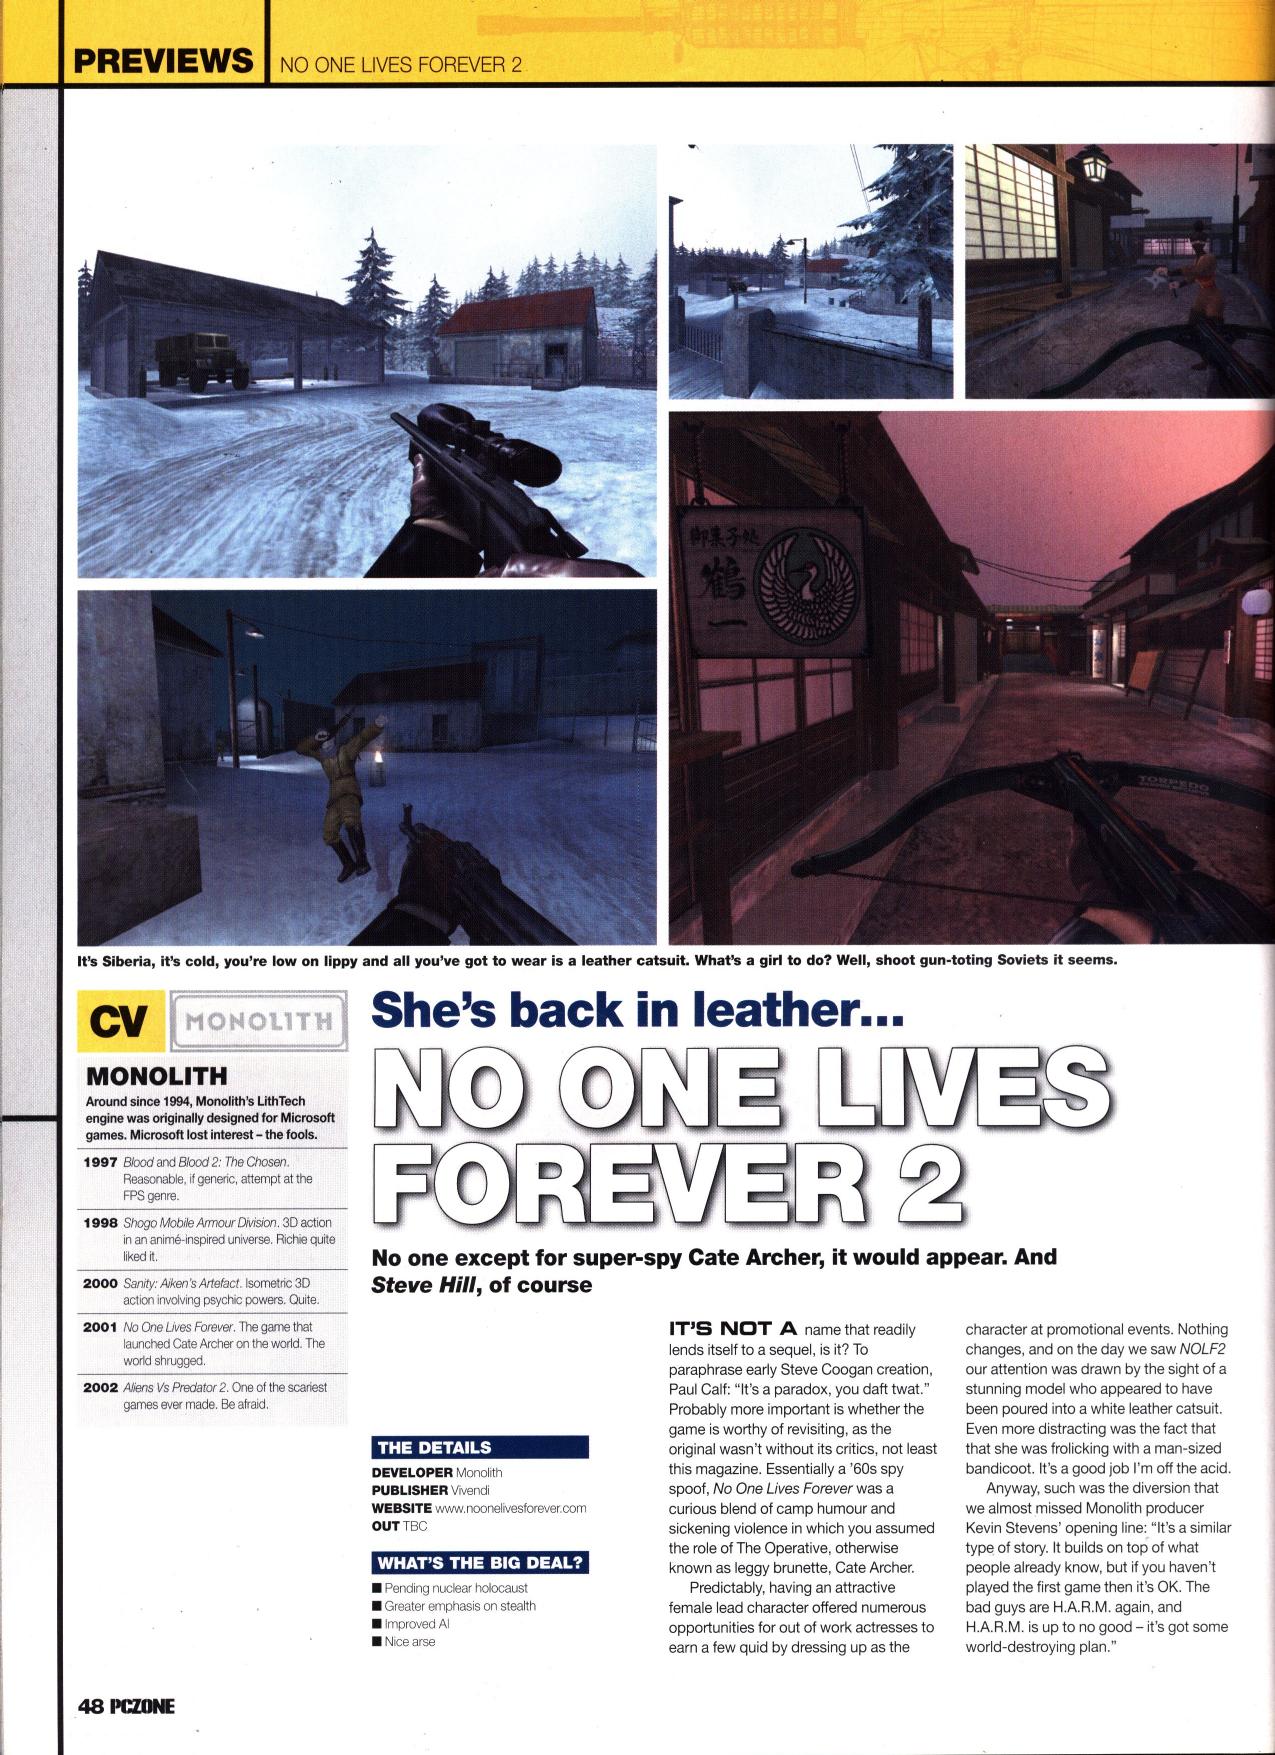 PREVIEWS
NO ONE LIVES FOREVER 2
御菓子処
鶴
一
TORPEDO
It's Siberia, it's cold, you're low on lippy and all you've got to wear is a leather catsuit. What's a girl to do? Well, shoot gun-toting Soviets it seems.
CV
MONOLITH
MONOLITH
Around since 1994, Monolith's LithTech
engine was originally designed for Microsoft
games. Microsoft lost interest – the fools.
1997 Blood and Blood 2: The Chosen.
Reasonable, if generic, attempt at the
FPS genre.
1998 Shogo Mobile Armour Division. 3D action
in an animé-inspired universe. Richie quite
liked it.
2000 Sanity: Aiken's Artefact. Isometric 3D
action involving psychic powers. Quite.
2001 No One Lives Forever. The game that
launched Cate Archer on the world. The
world shrugged.
2002 Aliens Vs Predator 2. One of the scariest
games ever made. Be afraid.
She's back in leather...
NO ONE LIVES
FOREVER 2
No one except for super-spy Cate Archer, it would appear. And
Steve Hill, of course
THE DETAILS
DEVELOPER Monolith
PUBLISHER Vivendi
WEBSITE www.noonelivesforever.com
OUT TBC
WHAT'S THE BIG DEAL?
■ Pending nuclear holocaust
■ Greater emphasis on stealth
■ Improved AI
■ Nice arse
IT'S NOT A name that readily
lends itself to a sequel, is it? To
paraphrase early Steve Coogan creation,
Paul Calf: "It's a paradox, you daft twat."
Probably more important is whether the
game is worthy of revisiting, as the
original wasn't without its critics, not least
this magazine. Essentially a '60s spy
spoof, No One Lives Forever was a
curious blend of camp humour and
sickening violence in which you assumed
the role of The Operative, otherwise
known as leggy brunette, Cate Archer.
Predictably, having an attractive
female lead character offered numerous
opportunities for out of work actresses to
earn a few quid by dressing up as the
character at promotional events. Nothing
changes, and on the day we saw NOLF2
our attention was drawn by the sight of a
stunning model who appeared to have
been poured into a white leather catsuit.
Even more distracting was the fact that
that she was frolicking with a man-sized
bandicoot. It's a good job I'm off the acid.
Anyway, such was the diversion that
we almost missed Monolith producer
Kevin Stevens' opening line: "It's a similar
type of story. It builds on top of what
people already know, but if you haven't
played the first game then it's OK. The
bad guys are H.A.R.M. again, and
H.A.R.M. is up to no good – it's got some
world-destroying plan."
48 PCZONE